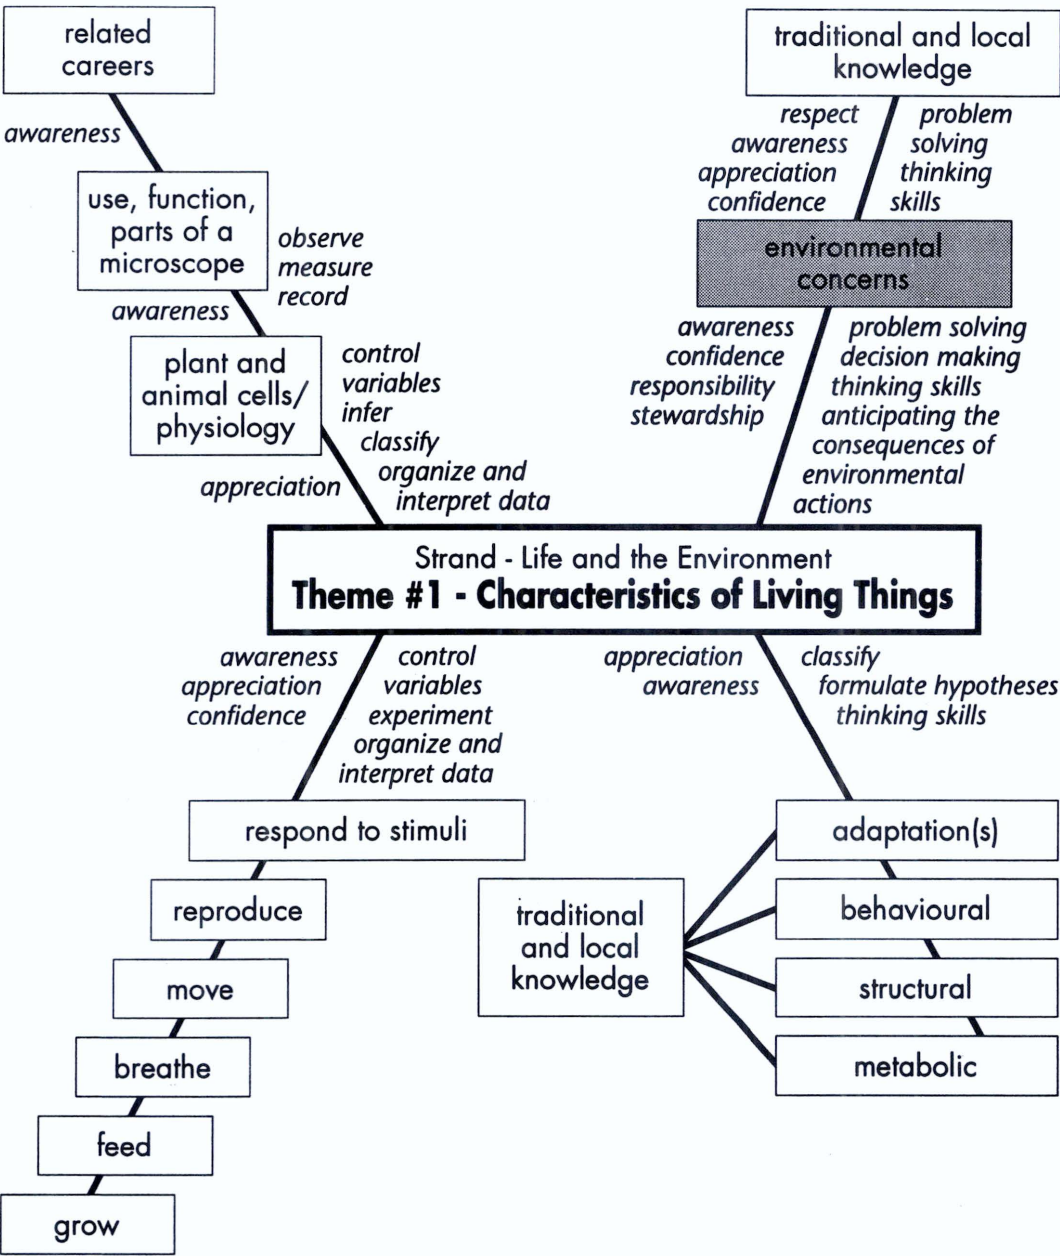 related
careers
awareness
use, function,
parts of a
microscope
observe
measure
record
awareness
plant and
animal cells/
physiology
control
variables
infer
classify
organize and
interpret data
appreciation
traditional and local
knowledge
respect
awareness
appreciation
confidence
problem
solving
thinking
skills
environmental
concerns
awareness
confidence
responsibility
stewardship
problem solving
decision making
thinking skills
anticipating the
consequences of
environmental
actions
Strand - Life and the Environment
Theme #1 - Characteristics of Living Things
awareness
appreciation
confidence
control
variables
experiment
organize and
interpret data
respond to stimuli
reproduce
move
breathe
feed
grow
appreciation
awareness
classify
formulate hypotheses
thinking skills
traditional
and local
knowledge
adaptation(s)
behavioural
structural
metabolic